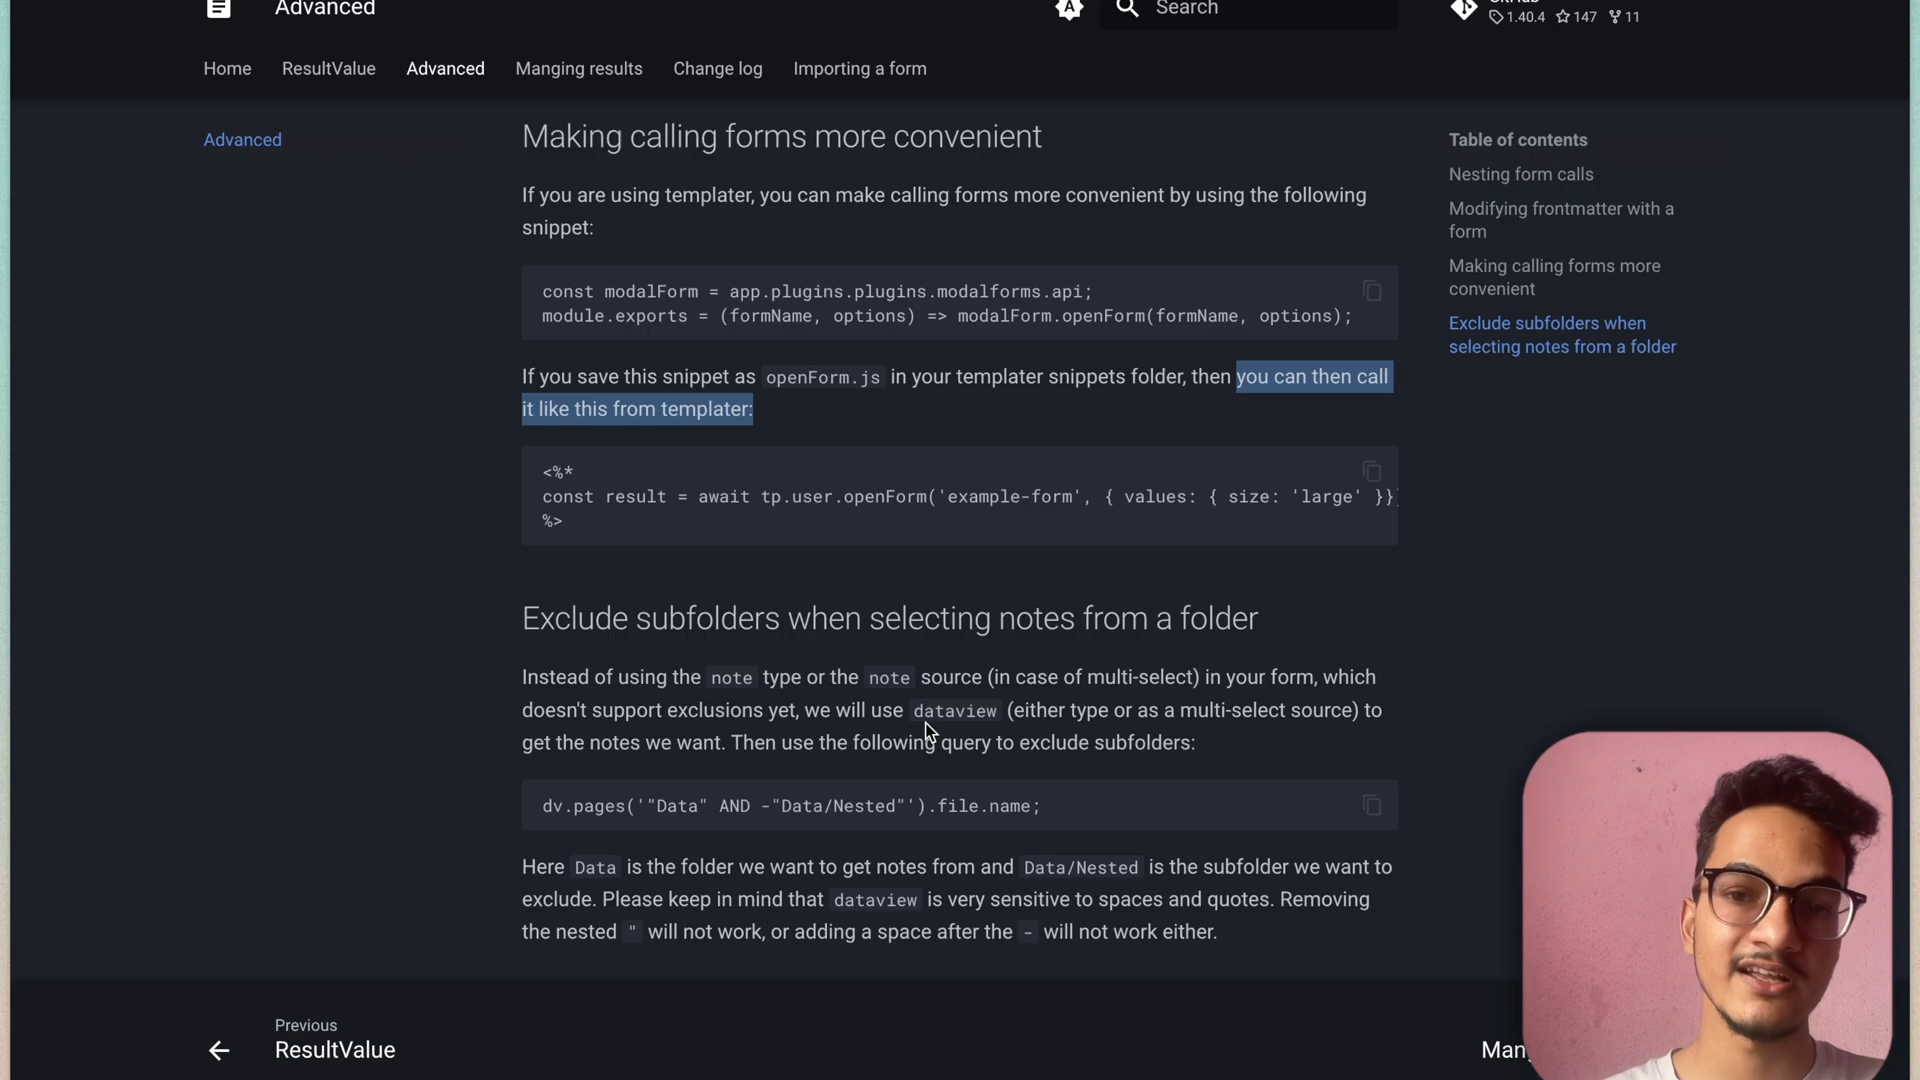 Advanced
Search
GitHub
1.40.4 147 11
Home ResultValue Advanced Manging results Change log Importing a form
Advanced
Making calling forms more convenient
If you are using templater, you can make calling forms more convenient by using the following
snippet:
const modalForm = app.plugins.plugins.modalforms.api;
module.exports = (formName, options) => modalForm.openForm(formName, options);
If you save this snippet as openForm.js in your templater snippets folder, then you can then call
it like this from templater:
<%*
const result = await tp.user.openForm('example-form', { values: { size: 'large' }}
%>
Exclude subfolders when selecting notes from a folder
Instead of using the note type or the note source (in case of multi-select) in your form, which
doesn't support exclusions yet, we will use dataview (either type or as a multi-select source) to
get the notes we want. Then use the following query to exclude subfolders:
dv.pages('"Data" AND -"Data/Nested"').file.name;
Here Data is the folder we want to get notes from and Data/Nested is the subfolder we want to
exclude. Please keep in mind that dataview is very sensitive to spaces and quotes. Removing
the nested " will not work, or adding a space after the - will not work either.
Table of contents
Nesting form calls
Modifying frontmatter with a
form
Making calling forms more
convenient
Exclude subfolders when
selecting notes from a folder
Previous
ResultValue